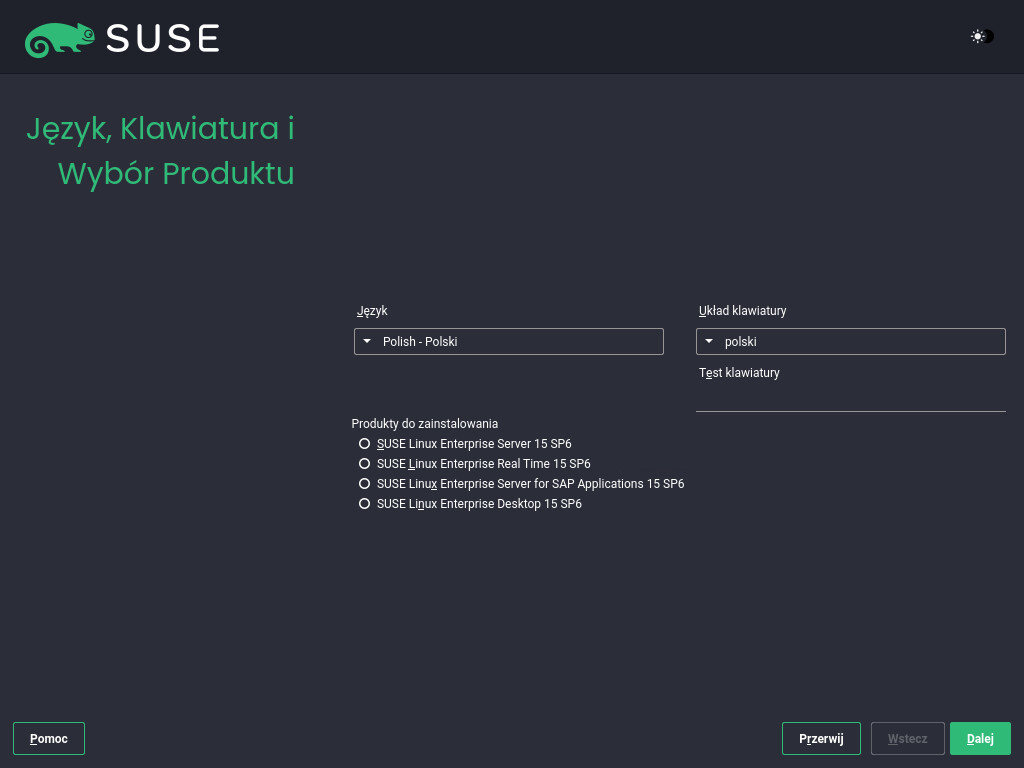 SUSE
Język, Klawiatura i
Wybór Produktu
Język
Układ klawiatury
Polish - Polski
polski
Test klawiatury
Produkty do zainstalowania
SUSE Linux Enterprise Server 15 SP6
SUSE Linux Enterprise Real Time 15 SP6
SUSE Linux Enterprise Server for SAP Applications 15 SP6
SUSE Linux Enterprise Desktop 15 SP6
Pomoc
Przerwij
Wstecz
Dalej